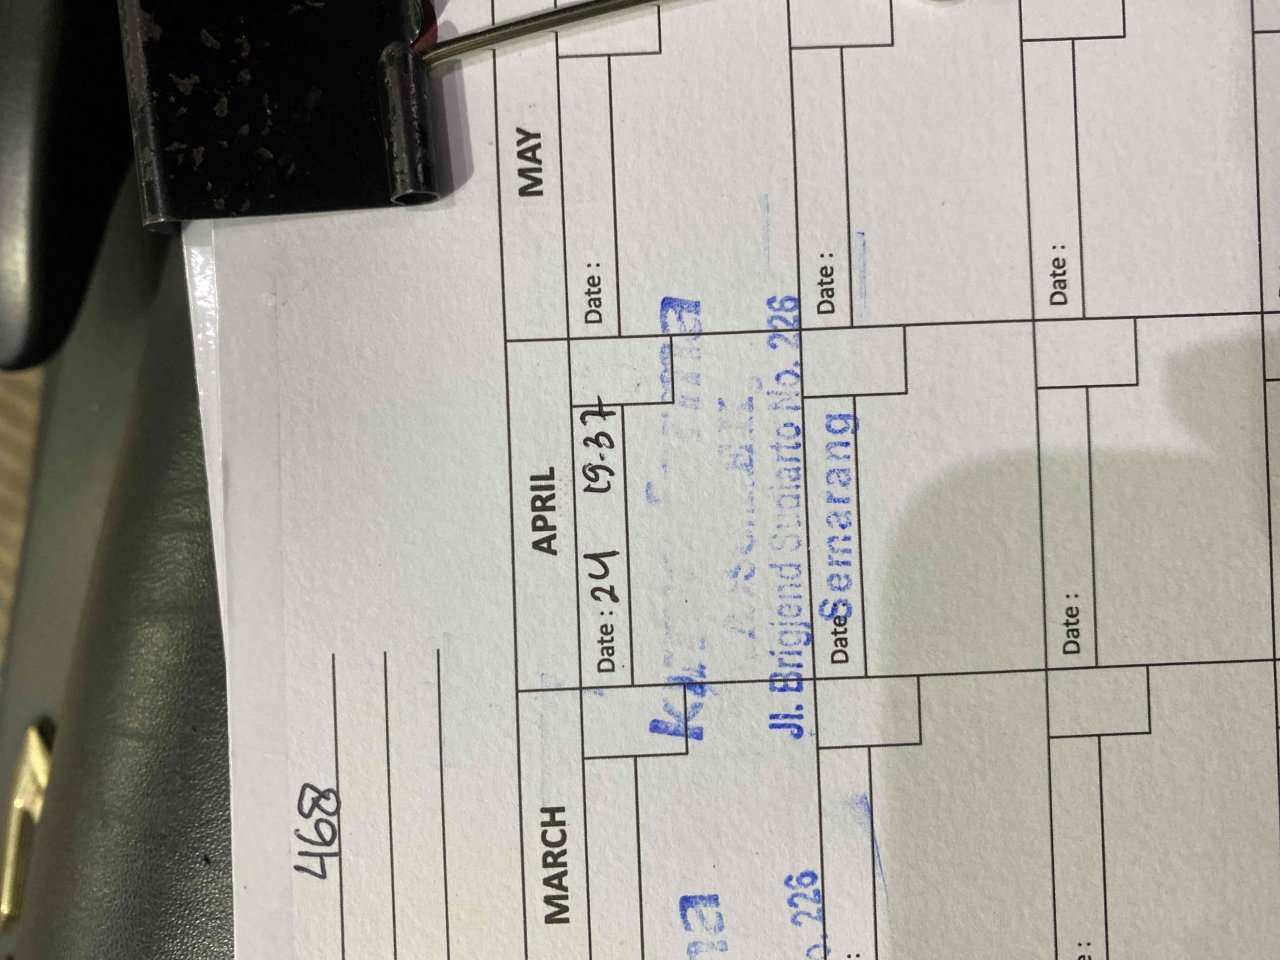 468
MARCH
APRIL
MAY
Date : 24 19.37
Date :
Jl. Brigjend Sudiarto No. 226
Date
Date :
Semarang
Date :
Date :
na
o. 226
:
e :